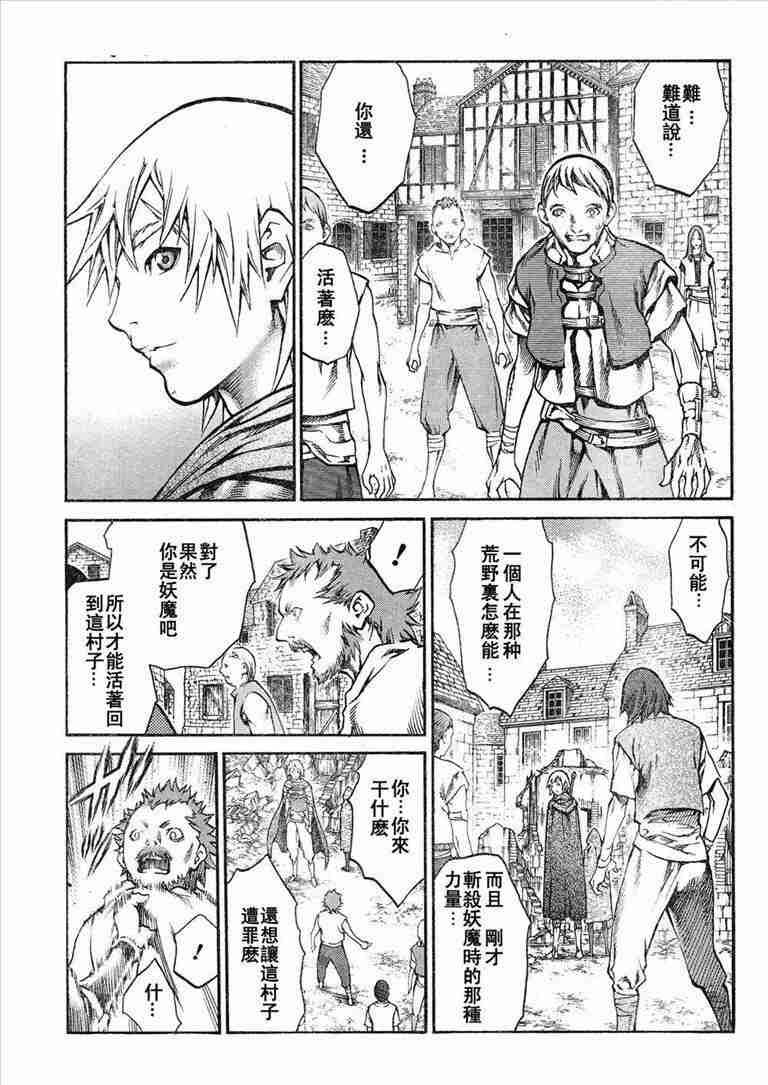 難…
難道說…
你還…
活著麼…
不可能…
一個人在那种
荒野裏怎麼能…
而且 剛才
斬殺妖魔時的那種
力量…
！
對了
果然
你是妖魔吧
所以才能活著回
到這村子…
你…你來
干什麼
還想讓這村子
遭罪麼
！
什…